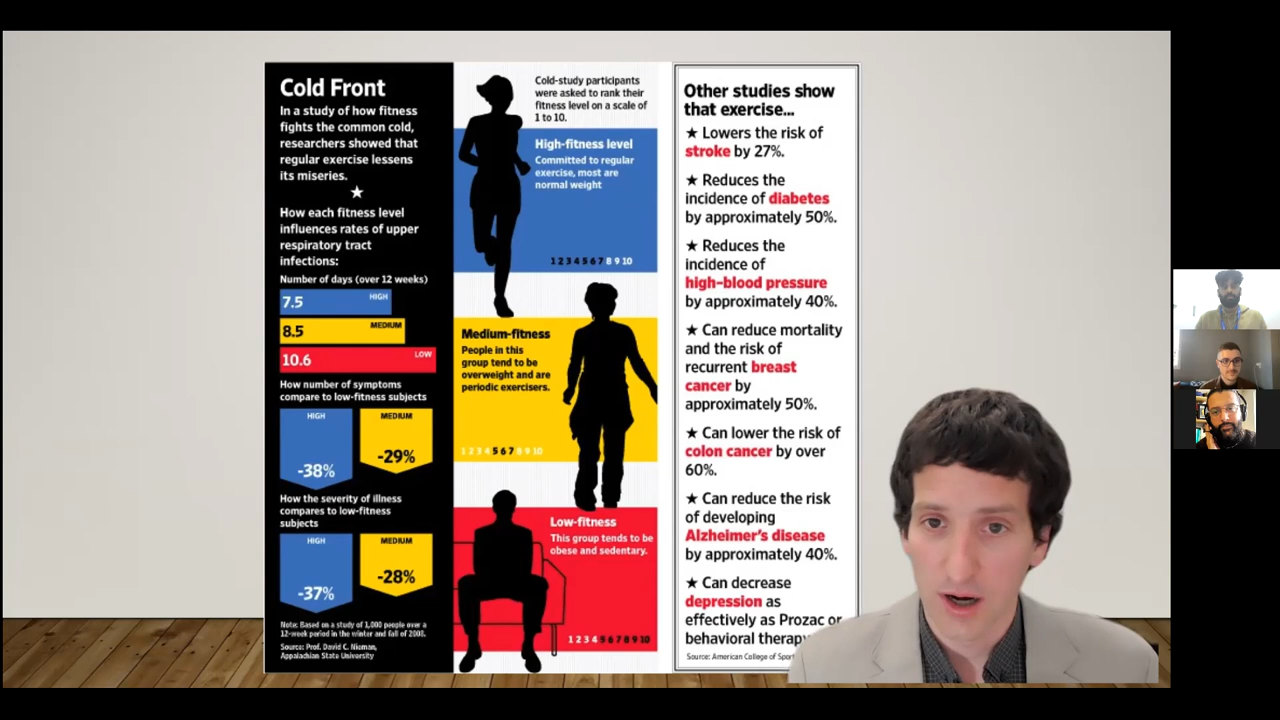 Cold Front
In a study of how fitness
fights the common cold,
researchers showed that
regular exercise lessens
its miseries.
★
How each fitness level
influences rates of upper
respiratory tract
infections:
Number of days (over 12 weeks)
7.5 HIGH
8.5 MEDIUM
10.6 LOW
How number of symptoms
compare to low-fitness subjects
HIGH MEDIUM
-38% -29%
How the severity of illness
compares to low-fitness
subjects
HIGH MEDIUM
-37% -28%
Note: Based on a study of 1,000 people over a
12-week period in the winter and fall of 2008.
Source: Prof. David C. Nieman,
Appalachian State University
Cold-study participants
were asked to rank their
fitness level on a scale of
1 to 10.
High-fitness level
Committed to regular
exercise, most are
normal weight
1 2 3 4 5 6 7 8 9 10
Medium-fitness
People in this
group tend to be
overweight and are
periodic exercisers.
1 2 3 4 5 6 7 8 9 10
Low-fitness
This group tends to be
obese and sedentary.
1 2 3 4 5 6 7 8 9 10
Other studies show
that exercise...
★ Lowers the risk of
stroke by 27%.
★ Reduces the
incidence of diabetes
by approximately 50%.
★ Reduces the
incidence of
high-blood pressure
by approximately 40%.
★ Can reduce mortality
and the risk of
recurrent breast
cancer by
approximately 50%.
★ Can lower the risk of
colon cancer by over
60%.
★ Can reduce the risk
of developing
Alzheimer's disease
by approximately 40%.
★ Can decrease
depression as
effectively as Prozac or
behavioral therapy
Source: American College of